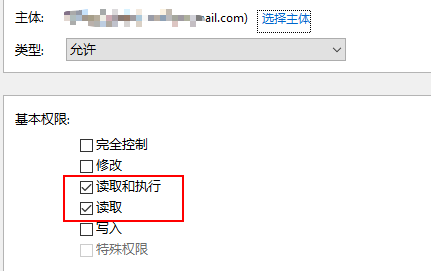 主体: ail.com) 选择主体
类型: 允许
基本权限:
完全控制
修改
读取和执行
读取
写入
特殊权限